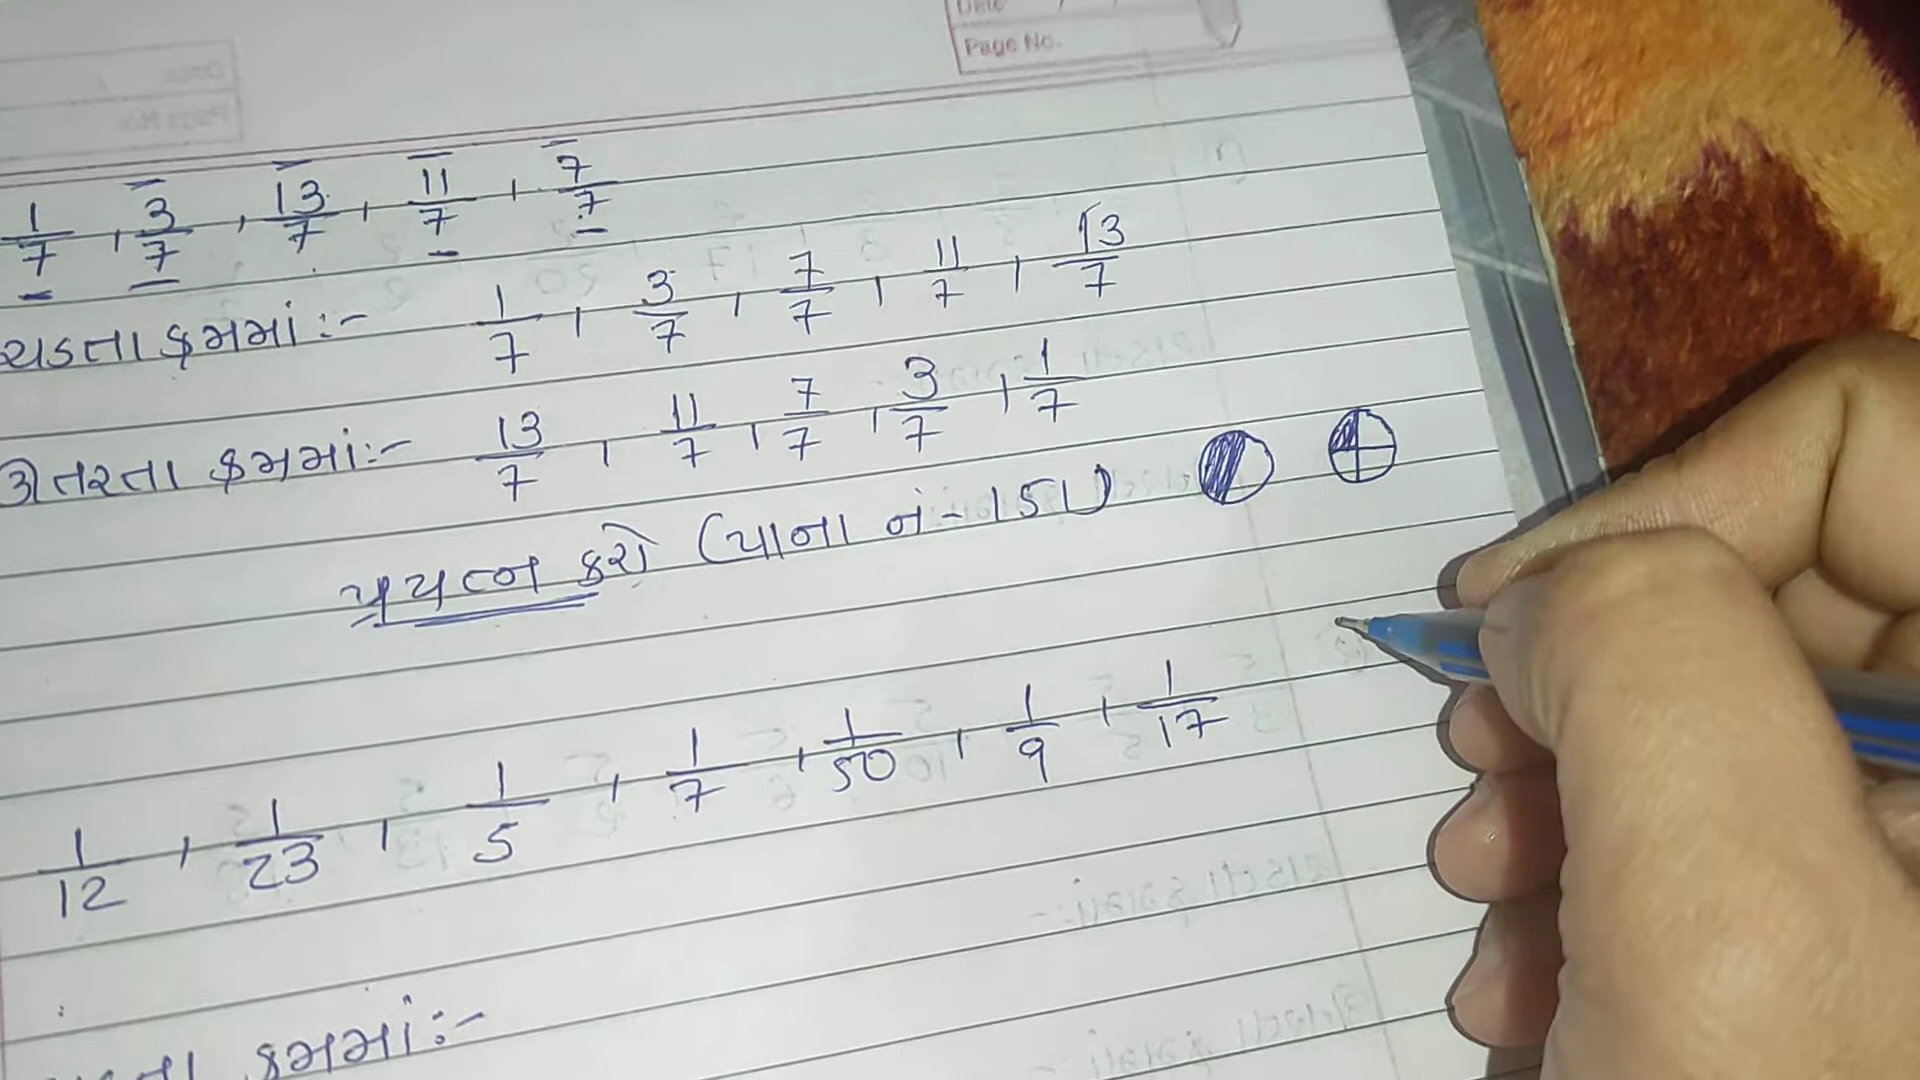 Date
Page No.
1/7 , 3/7 , 13/7 , 11/7 , 7/7
ચડતા ક્રમમાં :- 1/7 , 3/7 , 7/7 , 11/7 , 13/7
ઊતરતા ક્રમમાં :- 13/7 , 11/7 , 7/7 , 3/7 , 1/7
પ્રયત્ન કરો (પાના નં - 151)
1/12 , 1/23 , 1/5 , 1/7 , 1/50 , 1/9 , 1/17
ક્રમમાં :-